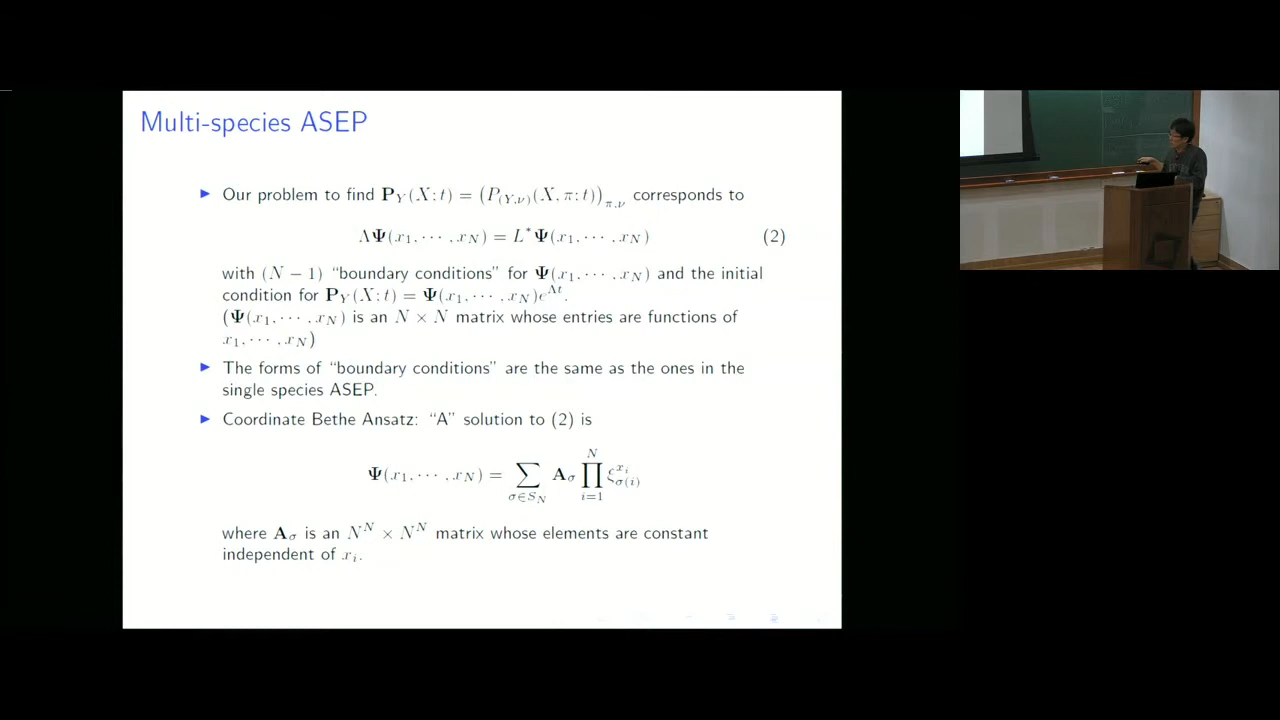 Multi-species ASEP
▶ Our problem to find P_Y(X; t) = (P_{(Y,ν)}(X, π; t))_{π,ν} corresponds to
ΛΨ(x_1, ⋯ , x_N) = L*Ψ(x_1, ⋯ , x_N) (2)
with (N − 1) “boundary conditions” for Ψ(x_1, ⋯ , x_N) and the initial
condition for P_Y(X; t) = Ψ(x_1, ⋯ , x_N)e^{Λt}.
(Ψ(x_1, ⋯ , x_N) is an N × N matrix whose entries are functions of
x_1, ⋯ , x_N)
▶ The forms of “boundary conditions” are the same as the ones in the
single species ASEP.
▶ Coordinate Bethe Ansatz: “A” solution to (2) is
Ψ(x_1, ⋯ , x_N) = ∑_{σ∈S_N} A_σ ∏_{i=1}^{N} ξ_{σ(i)}^{x_i}
where A_σ is an N^N × N^N matrix whose elements are constant
independent of x_i.